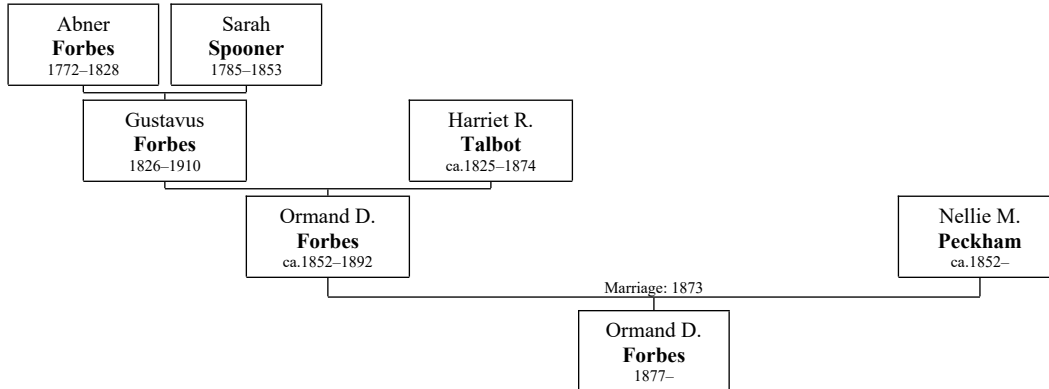 Abner
Forbes
1772–1828
Sarah
Spooner
1785–1853
Gustavus
Forbes
1826–1910
Harriet R.
Talbot
ca.1825–1874
Ormand D.
Forbes
ca.1852–1892
Nellie M.
Peckham
ca.1852–
Marriage: 1873
Ormand D.
Forbes
1877–